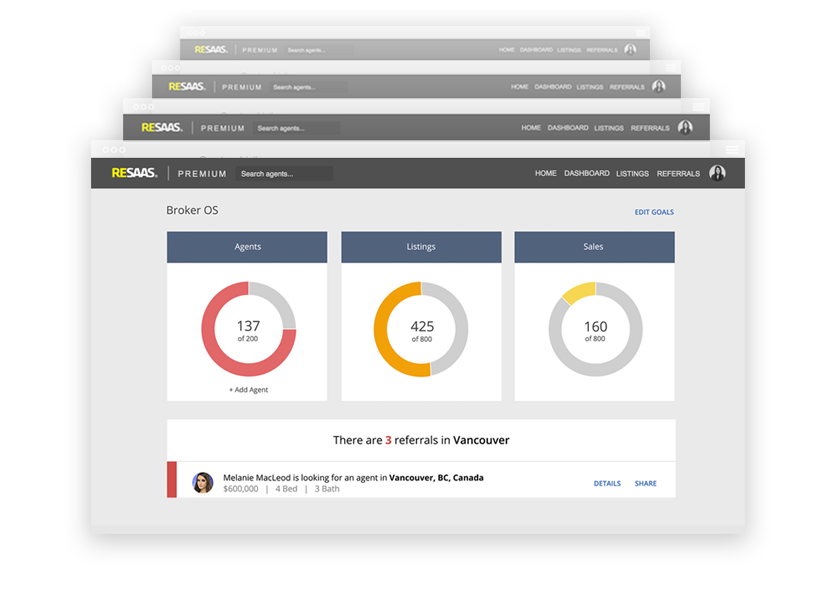 RESAAS. PREMIUM Search agents... HOME DASHBOARD LISTINGS REFERRALS
RESAAS. PREMIUM Search agents... HOME DASHBOARD LISTINGS REFERRALS
RESAAS. PREMIUM Search agents... HOME DASHBOARD LISTINGS REFERRALS
RESAAS. PREMIUM Search agents... HOME DASHBOARD LISTINGS REFERRALS
Broker OS EDIT GOALS
Agents Listings Sales
137 425 160
of 200 of 800 of 800
+ Add Agent
There are 3 referrals in Vancouver
Melanie MacLeod is looking for an agent in Vancouver, BC, Canada
$600,000 | 4 Bed | 3 Bath DETAILS SHARE